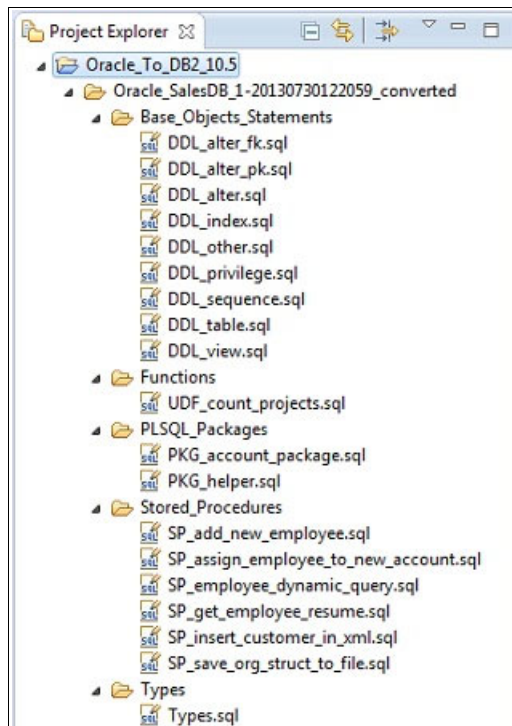 Project Explorer
Oracle_To_DB2_10.5
Oracle_SalesDB_1-20130730122059_converted
Base_Objects_Statements
DDL_alter_fk.sql
DDL_alter_pk.sql
DDL_alter.sql
DDL_index.sql
DDL_other.sql
DDL_privilege.sql
DDL_sequence.sql
DDL_table.sql
DDL_view.sql
Functions
UDF_count_projects.sql
PLSQL_Packages
PKG_account_package.sql
PKG_helper.sql
Stored_Procedures
SP_add_new_employee.sql
SP_assign_employee_to_new_account.sql
SP_employee_dynamic_query.sql
SP_get_employee_resume.sql
SP_insert_customer_in_xml.sql
SP_save_org_struct_to_file.sql
Types
Types.sql